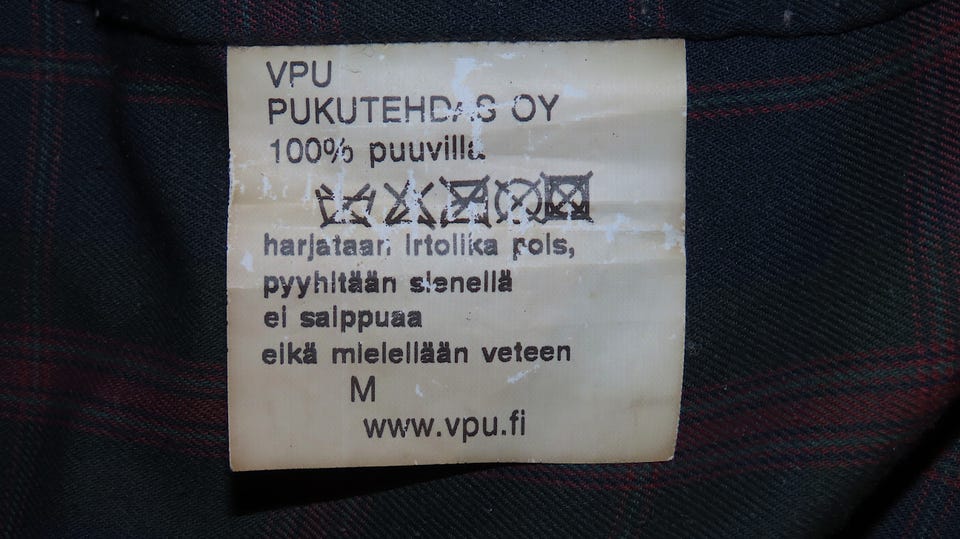 VPU
PUKUTEHDAS OY
100% puuvilla
harjataan irtolika pois,
pyyhitään sienellä
ei saippuaa
eikä mielellään veteen
M
www.vpu.fi